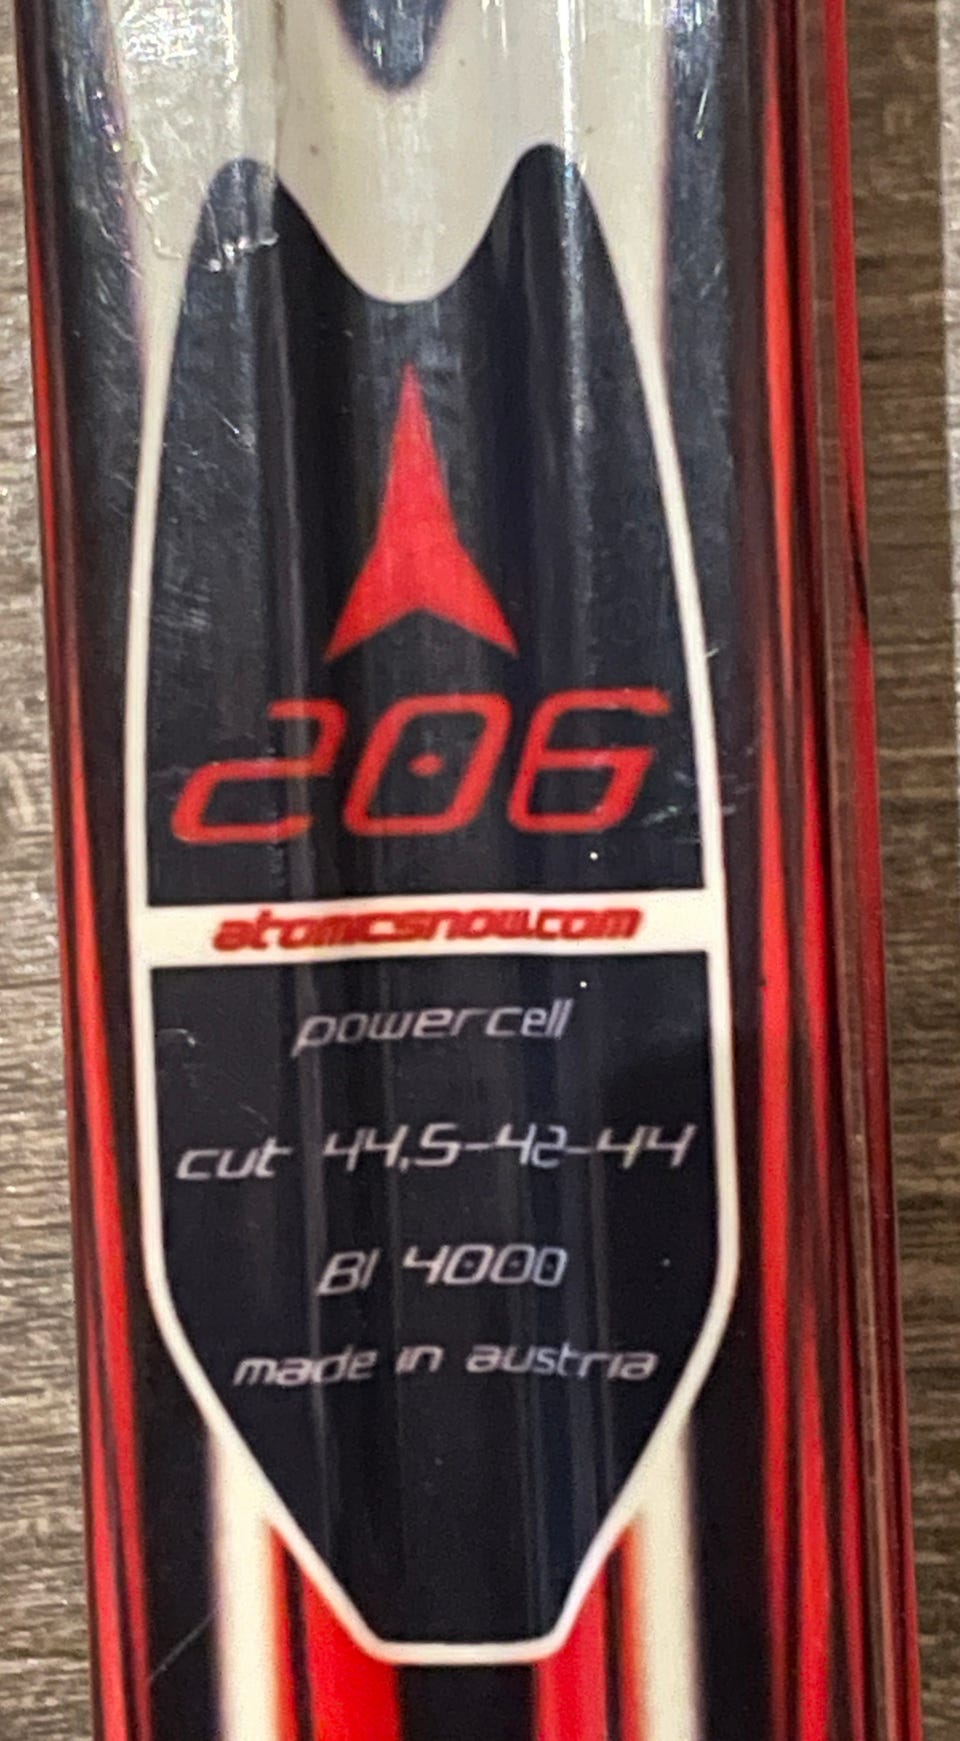 206
atomicsnow.com
powercell
cut 44,5-42-44
BI 4000
made in austria